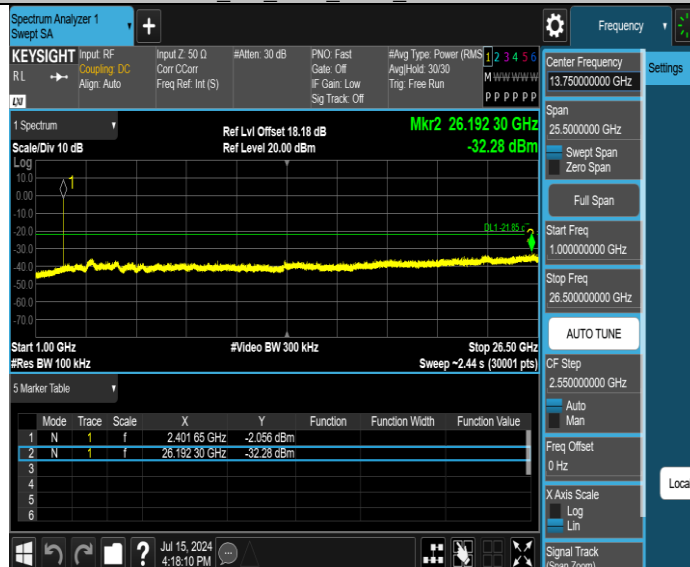 Spectrum Analyzer 1
Swept SA
Frequency
KEYSIGHT Input: RF
RL
Coupling: DC
Align: Auto
LXI
Input Z: 50 Ω
Corr CCorr
Freq Ref: Int (S)
#Atten: 30 dB
PNO: Fast
Gate: Off
IF Gain: Low
Sig Track: Off
#Avg Type: Power (RMS
Avg|Hold: 30/30
Trig: Free Run
1 2 3 4 5 6
M W W W W W
P P P P P P
1 Spectrum
Scale/Div 10 dB
Ref Lvl Offset 18.18 dB
Ref Level 20.00 dBm
Mkr2 26.192 30 GHz
-32.28 dBm
Log
10.0
0.00
-10.0
-20.0
-30.0
-40.0
-50.0
-60.0
-70.0
1
DL1 -21.85
2
Start 1.00 GHz
#Res BW 100 kHz
#Video BW 300 kHz
Stop 26.50 GHz
Sweep ~2.44 s (30001 pts)
5 Marker Table
Mode Trace Scale X Y Function Function Width Function Value
1 N 1 f 2.401 65 GHz -2.056 dBm
2 N 1 f 26.192 30 GHz -32.28 dBm
3
4
5
6
Jul 15, 2024
4:18:10 PM
Center Frequency
13.750000000 GHz
Settings
Span
25.5000000 GHz
Swept Span
Zero Span
Full Span
Start Freq
1.000000000 GHz
Stop Freq
26.500000000 GHz
AUTO TUNE
CF Step
2.550000000 GHz
Auto
Man
Freq Offset
0 Hz
X Axis Scale
Log
Lin
Loca
Signal Track
(Span Zoom)